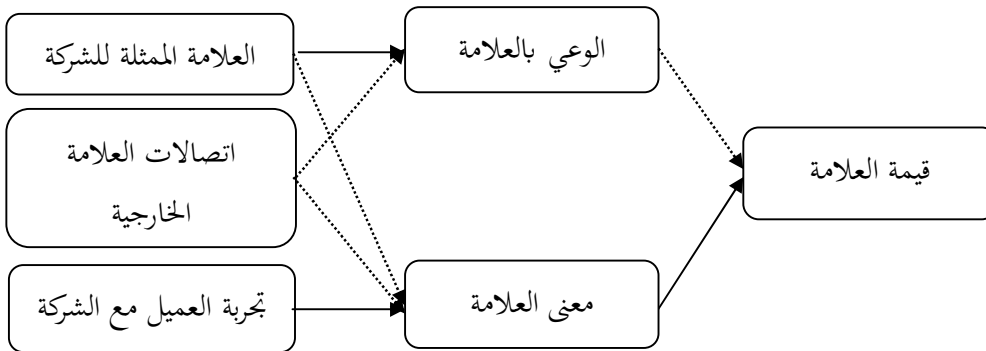 العلامة الممثلة للشركة
اتصالات العلامة
الخارجية
تجربة العميل مع الشركة
الوعي بالعلامة
معنى العلامة
قيمة العلامة